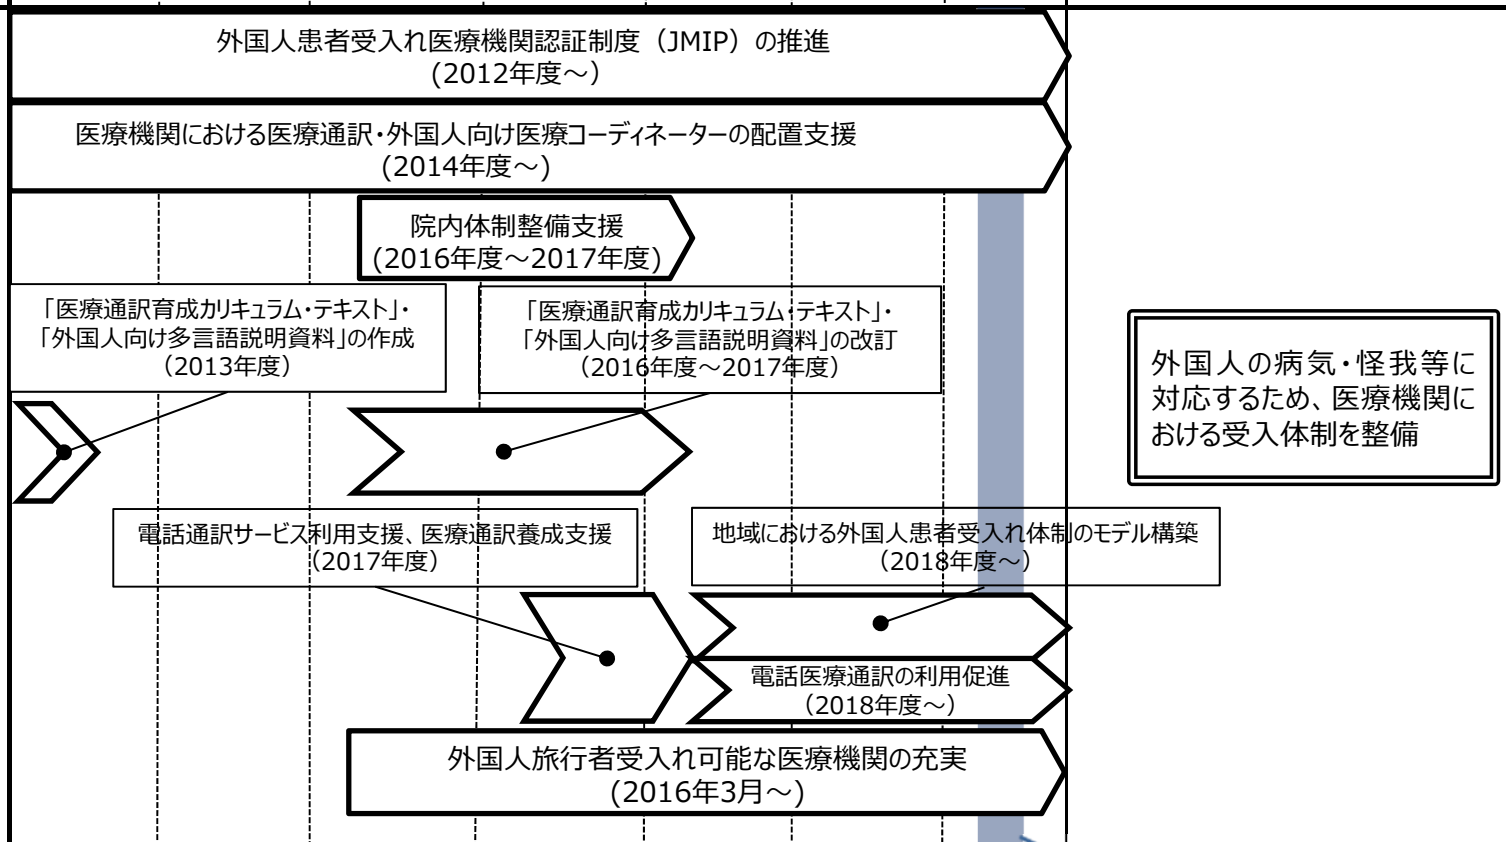 外国人患者受入れ医療機関認証制度（JMIP）の推進
(2012年度～)
医療機関における医療通訳・外国人向け医療コーディネーターの配置支援
(2014年度～)
院内体制整備支援
(2016年度～2017年度)
「医療通訳育成カリキュラム・テキスト」・
「外国人向け多言語説明資料」の作成
（2013年度）
「医療通訳育成カリキュラム・テキスト」・
「外国人向け多言語説明資料」の改訂
（2016年度～2017年度）
外国人の病気・怪我等に
対応するため、医療機関に
おける受入体制を整備
電話通訳サービス利用支援、医療通訳養成支援
（2017年度）
地域における外国人患者受入れ体制のモデル構築
（2018年度～）
電話医療通訳の利用促進
（2018年度～）
外国人旅行者受入れ可能な医療機関の充実
(2016年3月～)